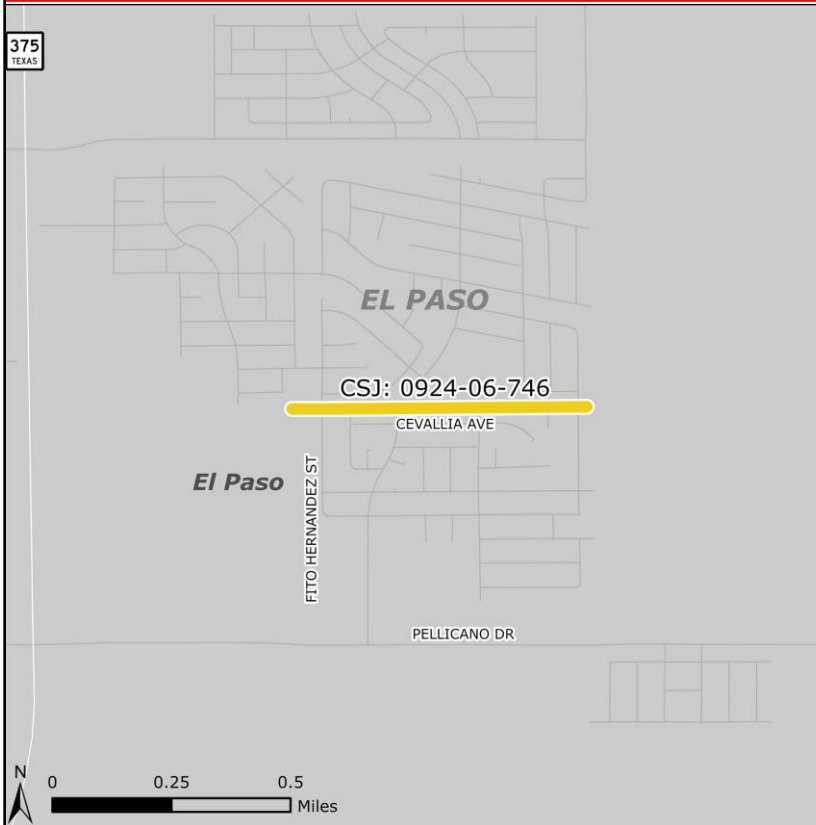 375
TEXAS
EL PASO
CSJ: 0924-06-746
CEVALLIA AVE
El Paso
FITO HERNANDEZ ST
PELLICANO DR
N
0 0.25 0.5
Miles